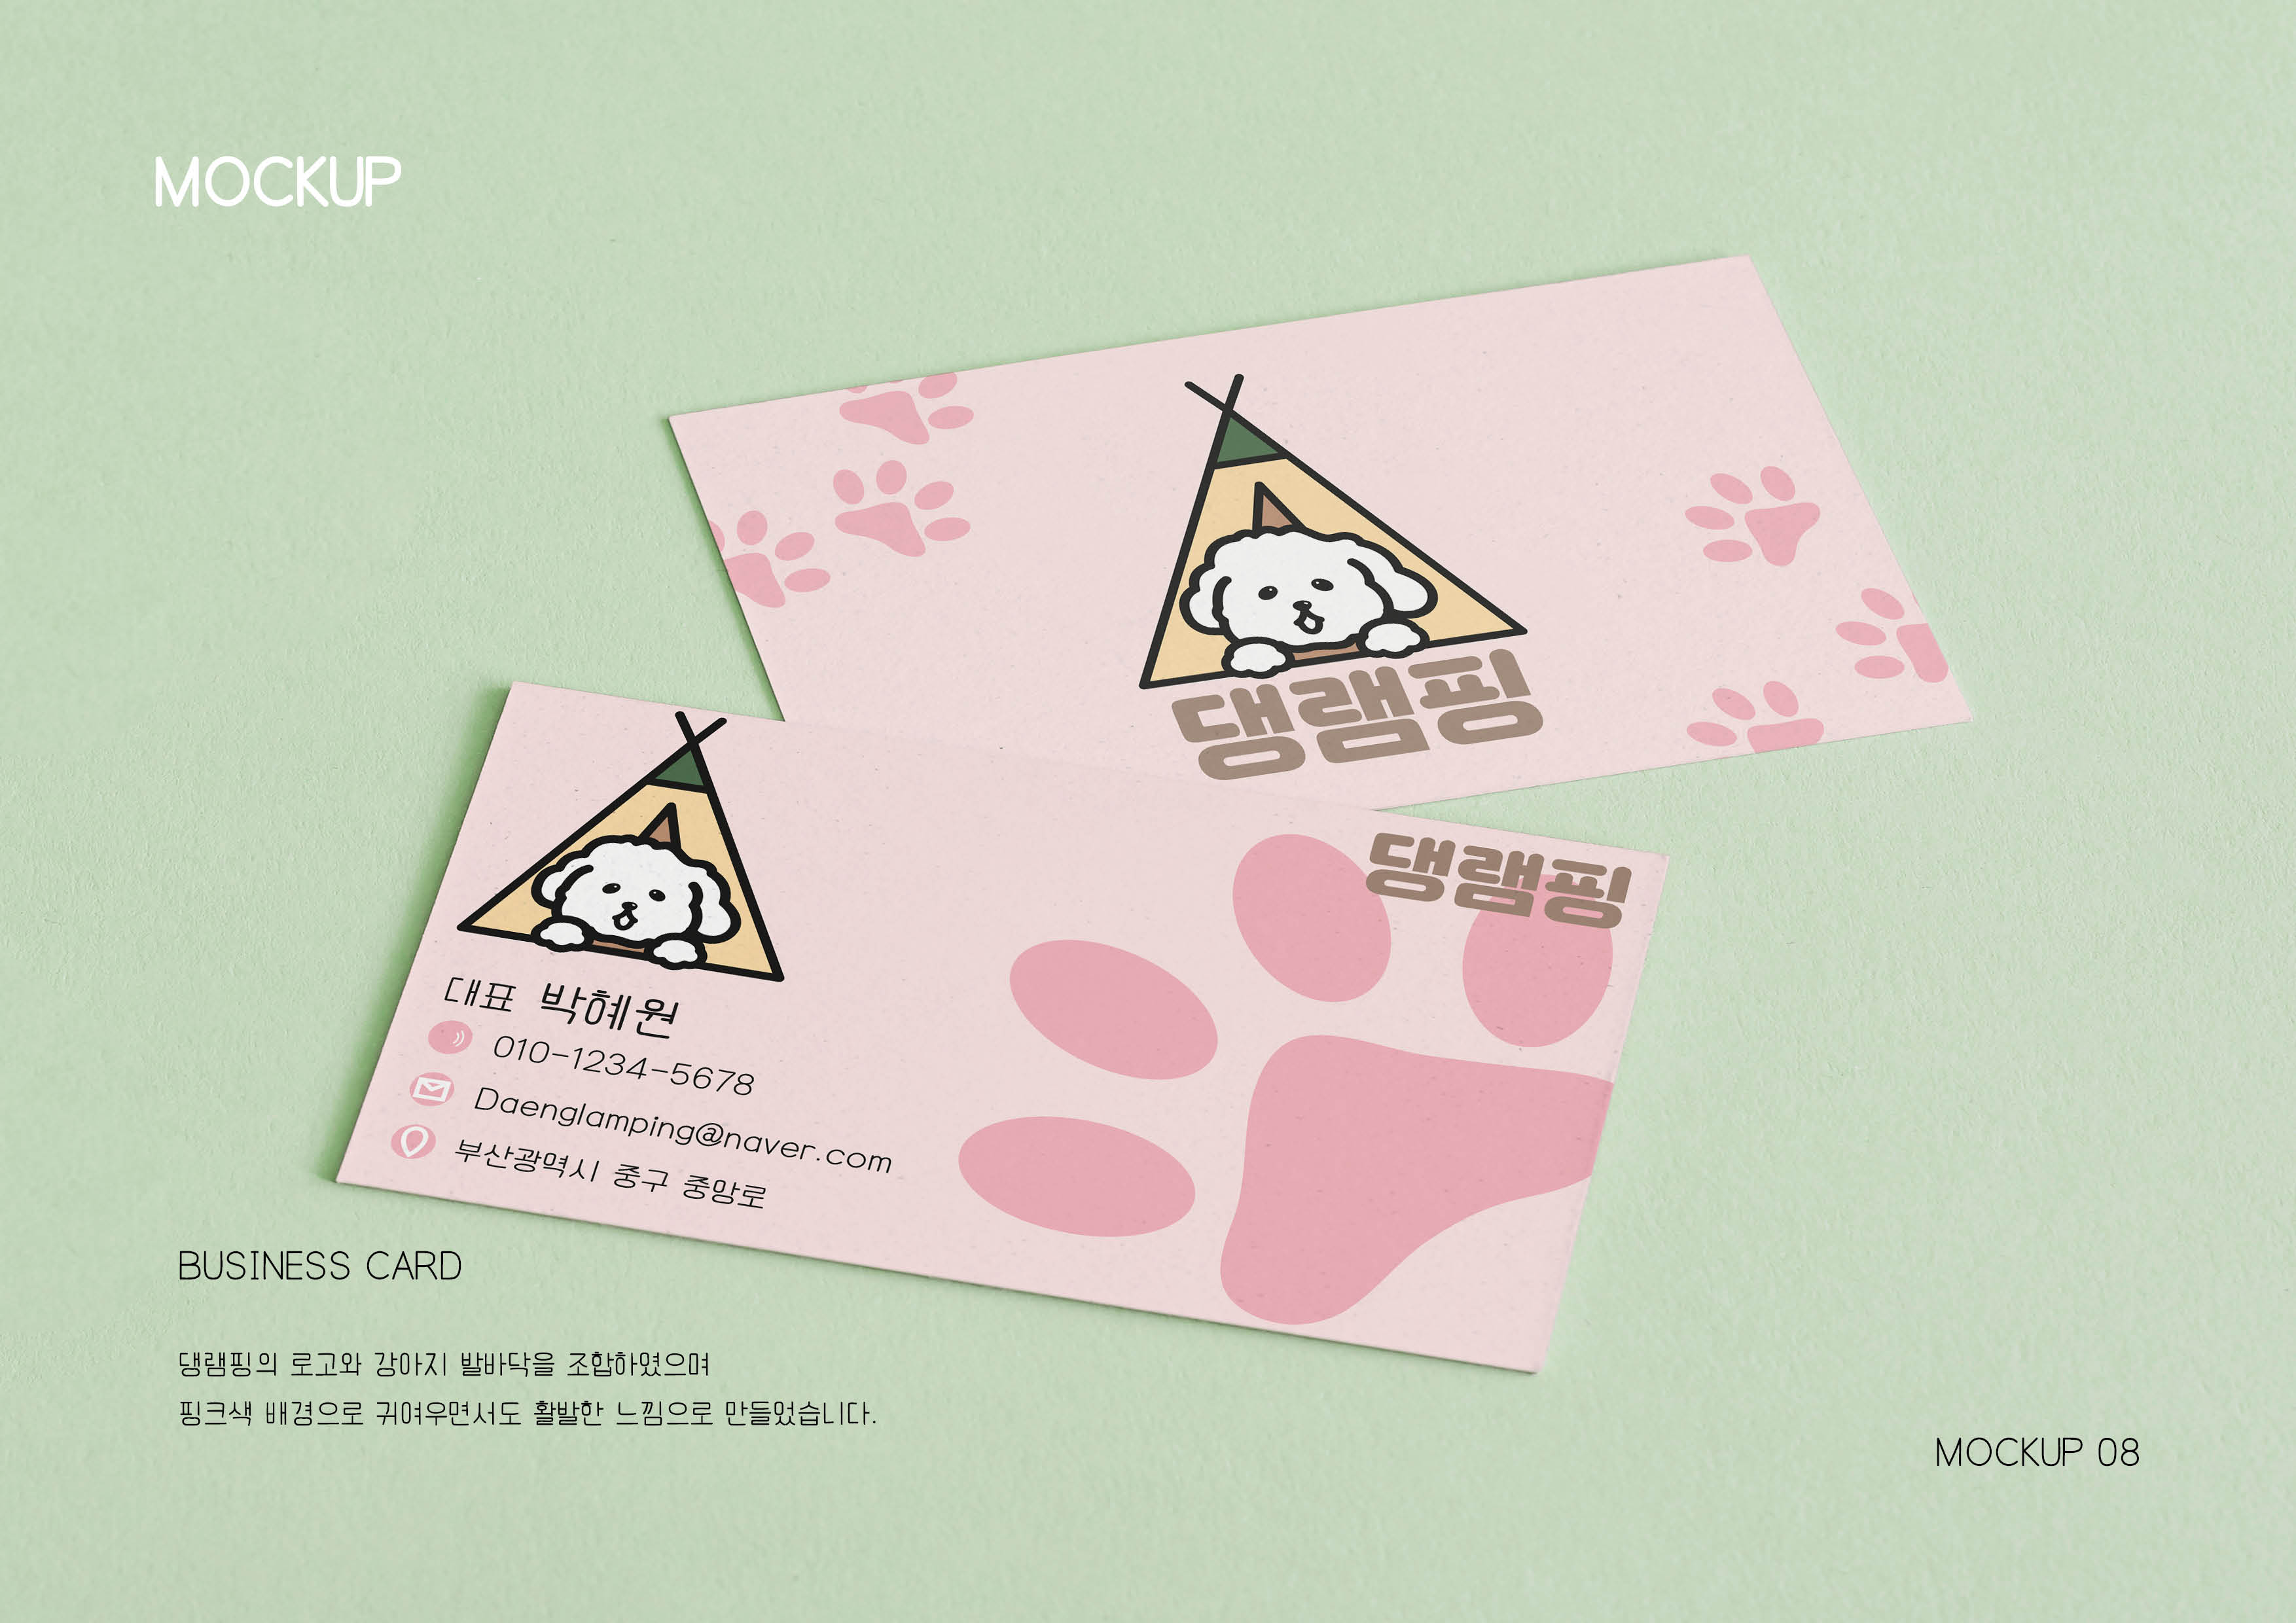 MOCKUP
댕램핑
댕램핑
대표 박혜원
010-1234-5678
Daenglamping@naver.com
부산광역시 중구 중앙로
BUSINESS CARD
댕램핑의 로고와 강아지 발바닥을 조합하였으며
핑크색 배경으로 귀여우면서도 활발한 느낌으로 만들었습니다.
MOCKUP 08